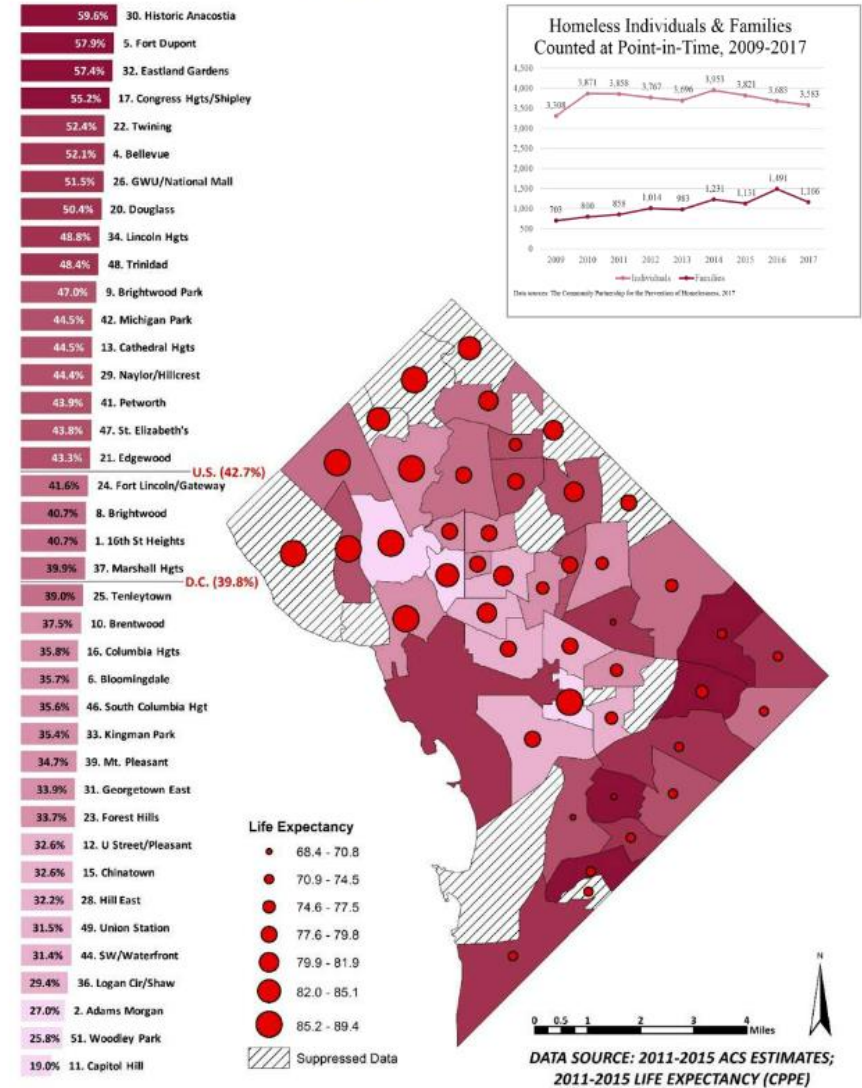 59.6% 30. Historic Anacostia
57.9% 5. Fort Dupont
57.4% 32. Eastland Gardens
55.2% 17. Congress Hgts/Shipley
52.4% 22. Twining
52.1% 4. Bellevue
51.5% 26. GWU/National Mall
50.4% 20. Douglass
48.8% 34. Lincoln Hgts
48.4% 48. Trinidad
47.0% 9. Brightwood Park
44.5% 42. Michigan Park
44.5% 13. Cathedral Hgts
44.4% 29. Naylor/Hillcrest
43.9% 41. Petworth
43.8% 47. St. Elizabeth's
43.3% 21. Edgewood
U.S. (42.7%)
41.6% 24. Fort Lincoln/Gateway
40.7% 8. Brightwood
40.7% 1. 16th St Heights
39.9% 37. Marshall Hgts
D.C. (39.8%)
39.0% 25. Tenleytown
37.5% 10. Brentwood
35.8% 16. Columbia Hgts
35.7% 6. Bloomingdale
35.6% 46. South Columbia Hgt
35.4% 33. Kingman Park
34.7% 39. Mt. Pleasant
33.9% 31. Georgetown East
33.7% 23. Forest Hills
32.6% 12. U Street/Pleasant
32.6% 15. Chinatown
32.2% 28. Hill East
31.5% 49. Union Station
31.4% 44. SW/Waterfront
29.4% 36. Logan Cir/Shaw
27.0% 2. Adams Morgan
25.8% 51. Woodley Park
19.0% 11. Capitol Hill
Homeless Individuals & Families
Counted at Point-in-Time, 2009-2017
4,500
4,000
3,500
3,000
2,500
2,000
1,500
1,000
500
0
3,308 3,871 3,858 3,767 3,696 3,953 3,821 3,683 3,583
703 800 858 1,014 983 1,231 1,131 1,491 1,166
2009 2010 2011 2012 2013 2014 2015 2016 2017
Individuals Families
Data sources: The Community Partnership for the Prevention of Homelessness, 2017
Life Expectancy
68.4 - 70.8
70.9 - 74.5
74.6 - 77.5
77.6 - 79.8
79.9 - 81.9
82.0 - 85.1
85.2 - 89.4
Suppressed Data
N
0 0.5 1 2 3 4
Miles
DATA SOURCE: 2011-2015 ACS ESTIMATES;
2011-2015 LIFE EXPECTANCY (CPPE)